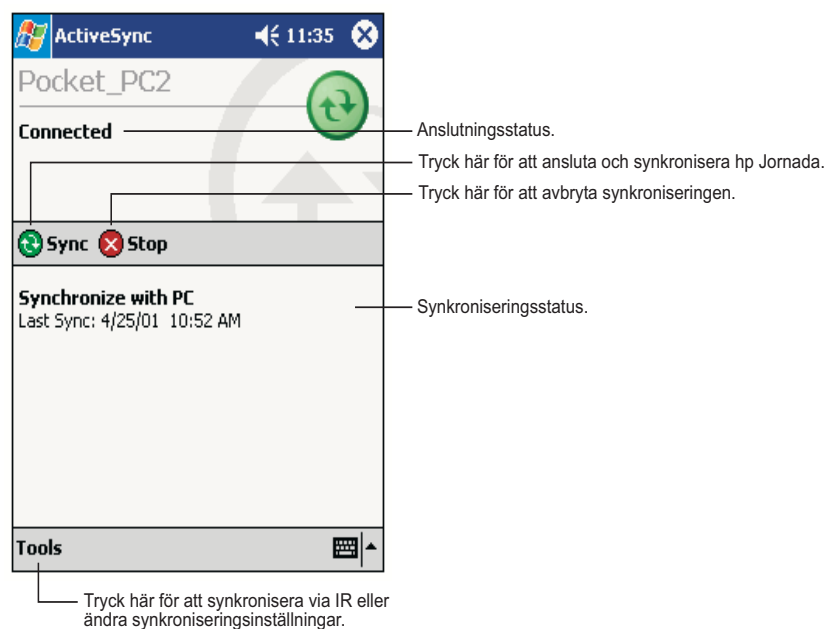 ActiveSync 11:35
Pocket_PC2
Connected
Anslutningsstatus.
Tryck här för att ansluta och synkronisera hp Jornada.
Tryck här för att avbryta synkroniseringen.
Sync Stop
Synchronize with PC
Last Sync: 4/25/01 10:52 AM
Synkroniseringsstatus.
Tools
Tryck här för att synkronisera via IR eller
ändra synkroniseringsinställningar.